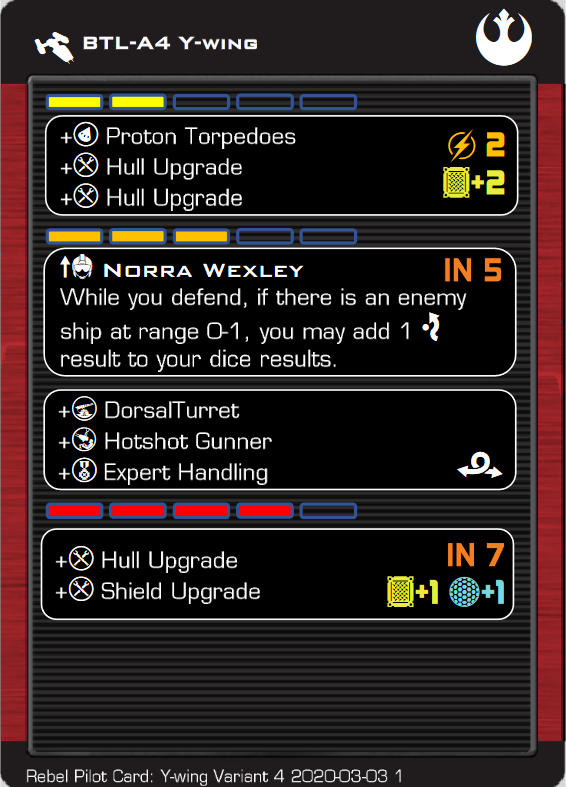 BTL-A4 Y-wing
+ Proton Torpedoes
2
+ Hull Upgrade
+2
+ Hull Upgrade
Norra Wexley
IN 5
While you defend, if there is an enemy
ship at range 0-1, you may add 1
result to your dice results.
+ DorsalTurret
+ Hotshot Gunner
+ Expert Handling
+ Hull Upgrade
IN 7
+ Shield Upgrade
+1 +1
Rebel Pilot Card: Y-wing Variant 4 2020-03-03 1